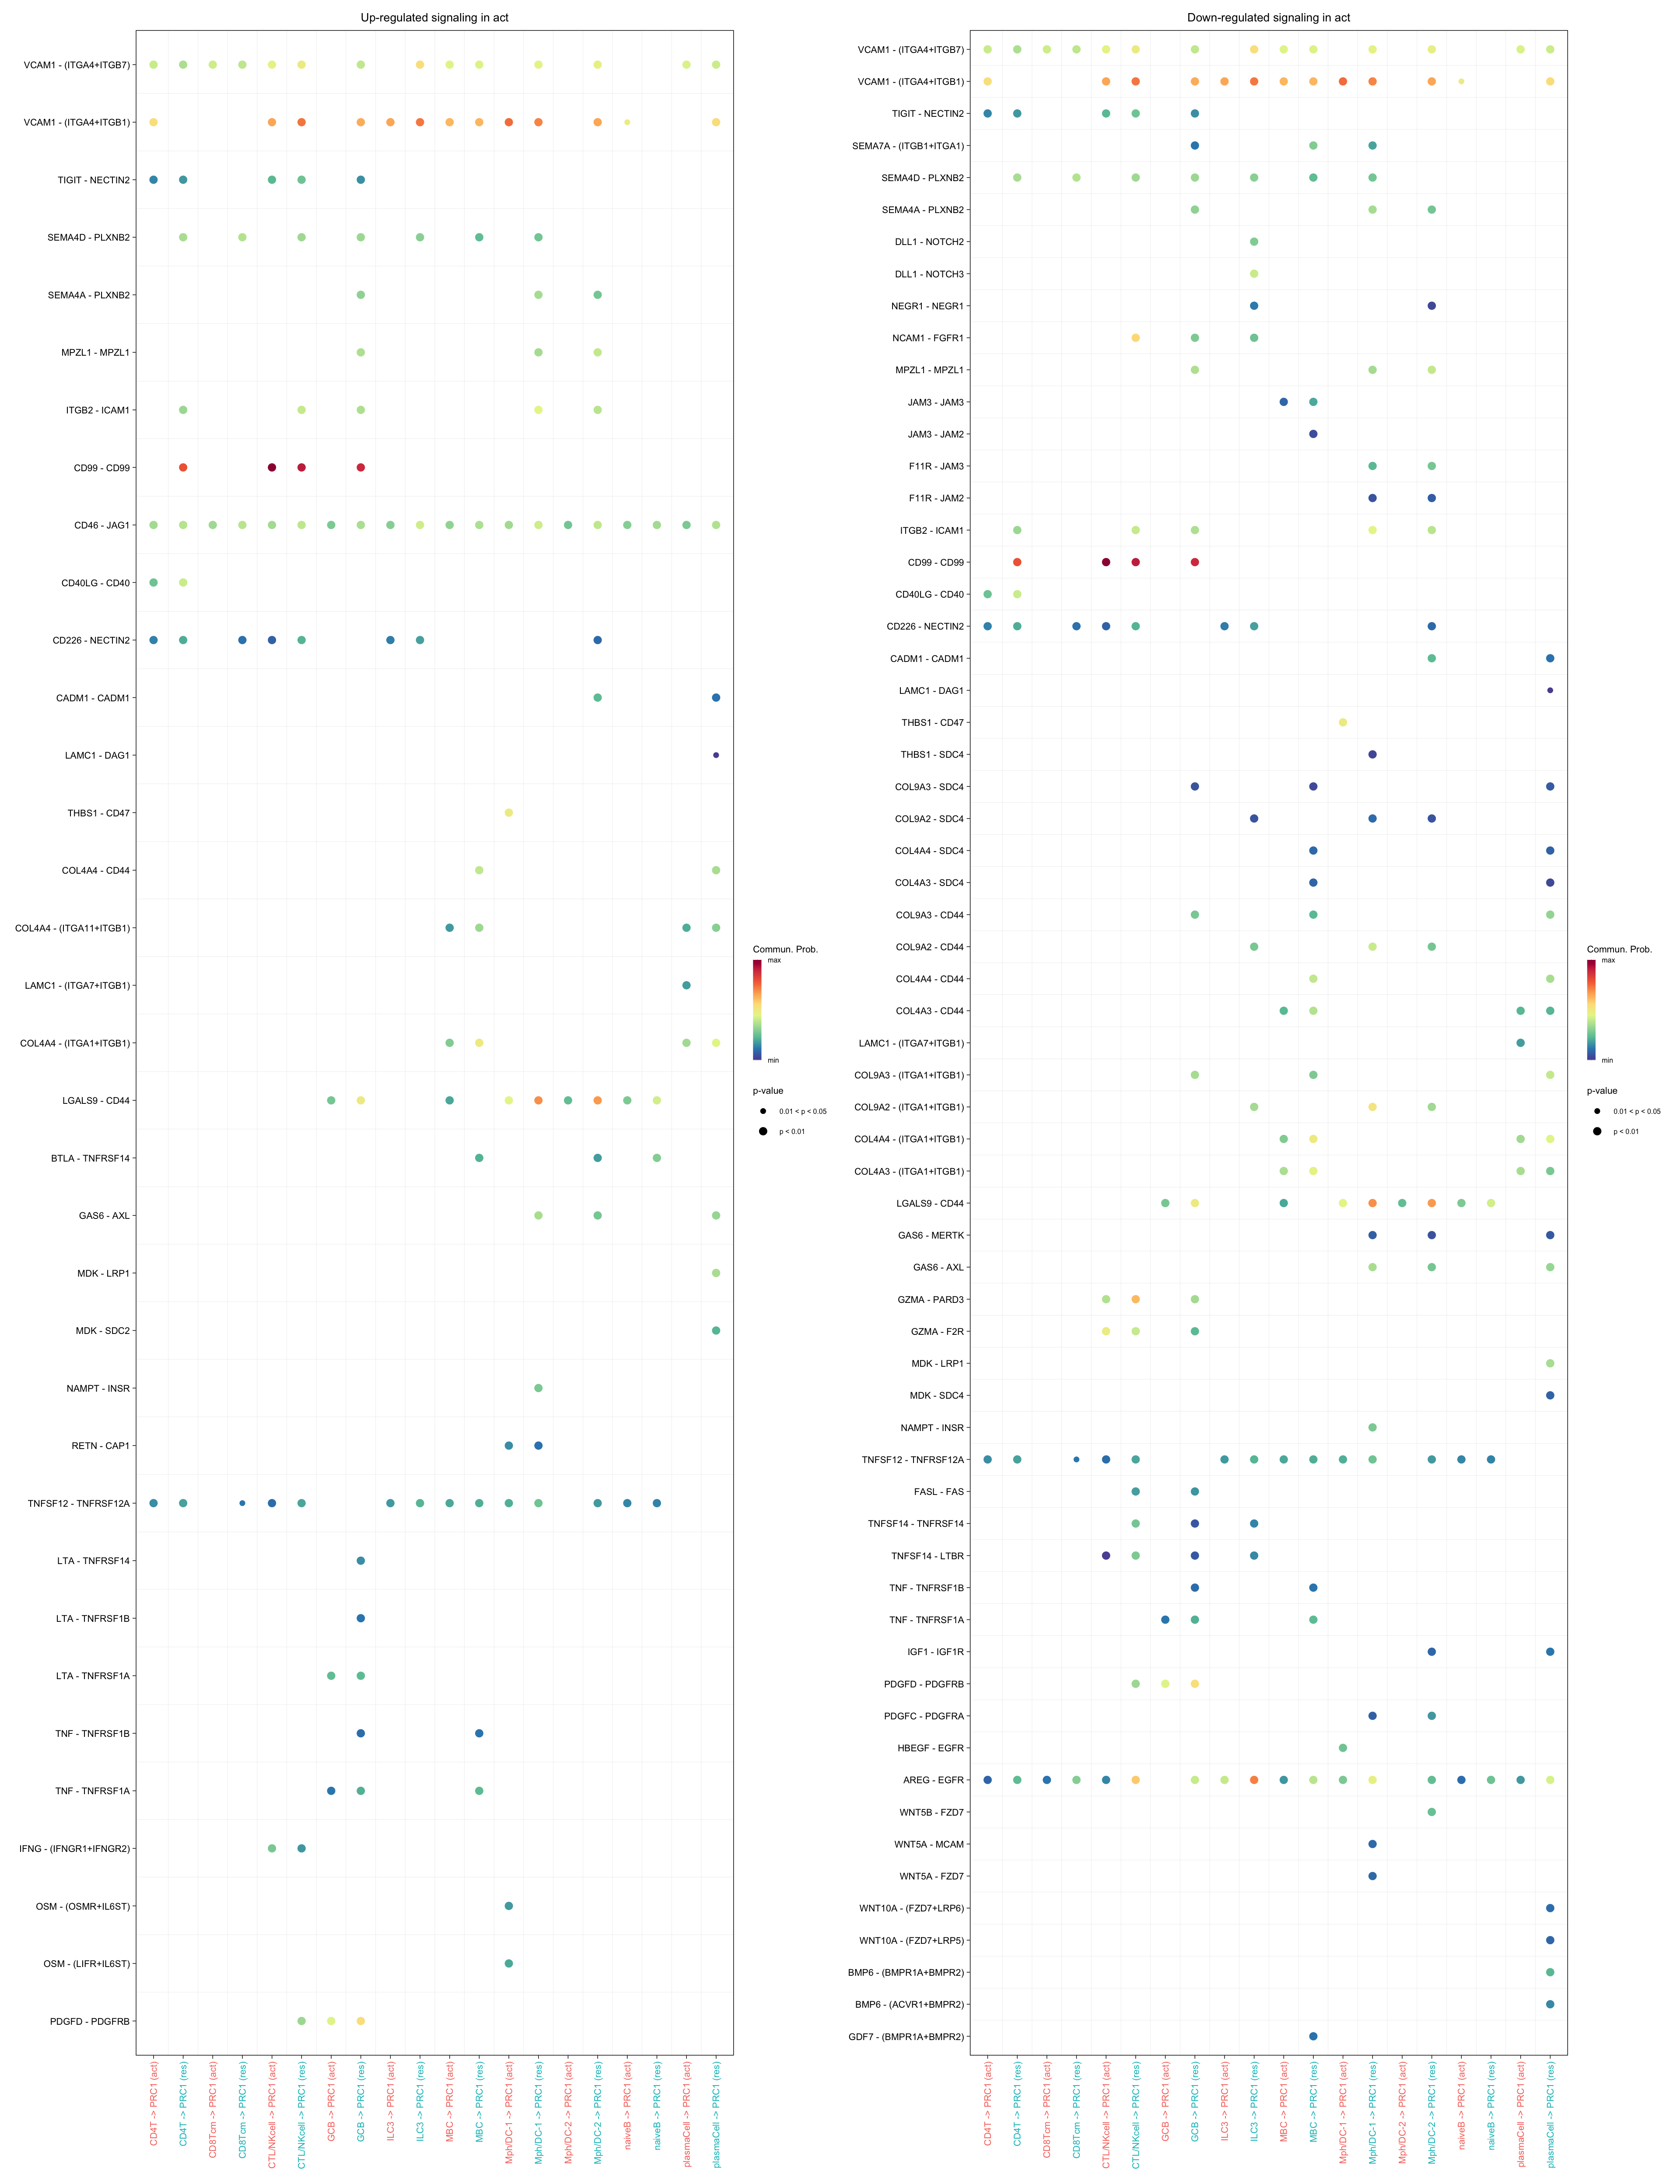 Up-regulated signaling in act
VCAM1 - (ITGA4+ITGB7)
VCAM1 - (ITGA4+ITGB1)
TIGIT - NECTIN2
SEMA4D - PLXNB2
SEMA4A - PLXNB2
MPZL1 - MPZL1
ITGB2 - ICAM1
CD99 - CD99
CD46 - JAG1
CD40LG - CD40
CD226 - NECTIN2
CADM1 - CADM1
LAMC1 - DAG1
THBS1 - CD47
COL4A4 - CD44
COL4A4 - (ITGA11+ITGB1)
LAMC1 - (ITGA7+ITGB1)
COL4A4 - (ITGA1+ITGB1)
LGALS9 - CD44
BTLA - TNFRSF14
GAS6 - AXL
MDK - LRP1
MDK - SDC2
NAMPT - INSR
RETN - CAP1
TNFSF12 - TNFRSF12A
LTA - TNFRSF14
LTA - TNFRSF1B
LTA - TNFRSF1A
TNF - TNFRSF1B
TNF - TNFRSF1A
IFNG - (IFNGR1+IFNGR2)
OSM - (OSMR+IL6ST)
OSM - (LIFR+IL6ST)
PDGFD - PDGFRB
CD4T -> PRC1 (act)
CD4T -> PRC1 (res)
CD8Tcm -> PRC1 (act)
CD8Tcm -> PRC1 (res)
CTL/NKcell -> PRC1 (act)
CTL/NKcell -> PRC1 (res)
GCB -> PRC1 (act)
GCB -> PRC1 (res)
ILC3 -> PRC1 (act)
ILC3 -> PRC1 (res)
MBC -> PRC1 (act)
MBC -> PRC1 (res)
Mph/DC-1 -> PRC1 (act)
Mph/DC-1 -> PRC1 (res)
Mph/DC-2 -> PRC1 (act)
Mph/DC-2 -> PRC1 (res)
naiveB -> PRC1 (act)
naiveB -> PRC1 (res)
plasmaCell -> PRC1 (act)
plasmaCell -> PRC1 (res)
Commun. Prob.
max
min
p-value
0.01 < p < 0.05
p < 0.01
Down-regulated signaling in act
VCAM1 - (ITGA4+ITGB7)
VCAM1 - (ITGA4+ITGB1)
TIGIT - NECTIN2
SEMA7A - (ITGB1+ITGA1)
SEMA4D - PLXNB2
SEMA4A - PLXNB2
DLL1 - NOTCH2
DLL1 - NOTCH3
NEGR1 - NEGR1
NCAM1 - FGFR1
MPZL1 - MPZL1
JAM3 - JAM3
JAM3 - JAM2
F11R - JAM3
F11R - JAM2
ITGB2 - ICAM1
CD99 - CD99
CD40LG - CD40
CD226 - NECTIN2
CADM1 - CADM1
LAMC1 - DAG1
THBS1 - CD47
THBS1 - SDC4
COL9A3 - SDC4
COL9A2 - SDC4
COL4A4 - SDC4
COL4A3 - SDC4
COL9A3 - CD44
COL9A2 - CD44
COL4A4 - CD44
COL4A3 - CD44
LAMC1 - (ITGA7+ITGB1)
COL9A3 - (ITGA1+ITGB1)
COL9A2 - (ITGA1+ITGB1)
COL4A4 - (ITGA1+ITGB1)
COL4A3 - (ITGA1+ITGB1)
LGALS9 - CD44
GAS6 - MERTK
GAS6 - AXL
GZMA - PARD3
GZMA - F2R
MDK - LRP1
MDK - SDC4
NAMPT - INSR
TNFSF12 - TNFRSF12A
FASL - FAS
TNFSF14 - TNFRSF14
TNFSF14 - LTBR
TNF - TNFRSF1B
TNF - TNFRSF1A
IGF1 - IGF1R
PDGFD - PDGFRB
PDGFC - PDGFRA
HBEGF - EGFR
AREG - EGFR
WNT5B - FZD7
WNT5A - MCAM
WNT5A - FZD7
WNT10A - (FZD7+LRP6)
WNT10A - (FZD7+LRP5)
BMP6 - (BMPR1A+BMPR2)
BMP6 - (ACVR1+BMPR2)
GDF7 - (BMPR1A+BMPR2)
CD4T -> PRC1 (act)
CD4T -> PRC1 (res)
CD8Tcm -> PRC1 (act)
CD8Tcm -> PRC1 (res)
CTL/NKcell -> PRC1 (act)
CTL/NKcell -> PRC1 (res)
GCB -> PRC1 (act)
GCB -> PRC1 (res)
ILC3 -> PRC1 (act)
ILC3 -> PRC1 (res)
MBC -> PRC1 (act)
MBC -> PRC1 (res)
Mph/DC-1 -> PRC1 (act)
Mph/DC-1 -> PRC1 (res)
Mph/DC-2 -> PRC1 (act)
Mph/DC-2 -> PRC1 (res)
naiveB -> PRC1 (act)
naiveB -> PRC1 (res)
plasmaCell -> PRC1 (act)
plasmaCell -> PRC1 (res)
Commun. Prob.
max
min
p-value
0.01 < p < 0.05
p < 0.01